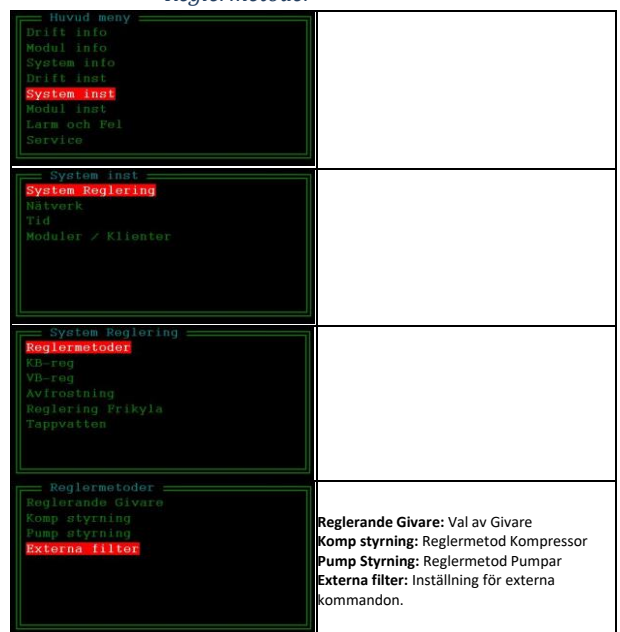 Reglermetoder
Huvud meny
Drift info
Modul info
System info
Drift inst
System inst
Modul inst
Larm och Fel
Service
System inst
System Reglering
Nätverk
Tid
Moduler / Klienter
System Reglering
Reglermetoder
KB-reg
VB-reg
Avfrostning
Reglering Frikyla
Tappvatten
Reglermetoder
Reglerande Givare
Komp styrning
Pump styrning
Externa filter
Reglerande Givare: Val av Givare
Komp styrning: Reglermetod Kompressor
Pump Styrning: Reglermetod Pumpar
Externa filter: Inställning för externa
kommandon.